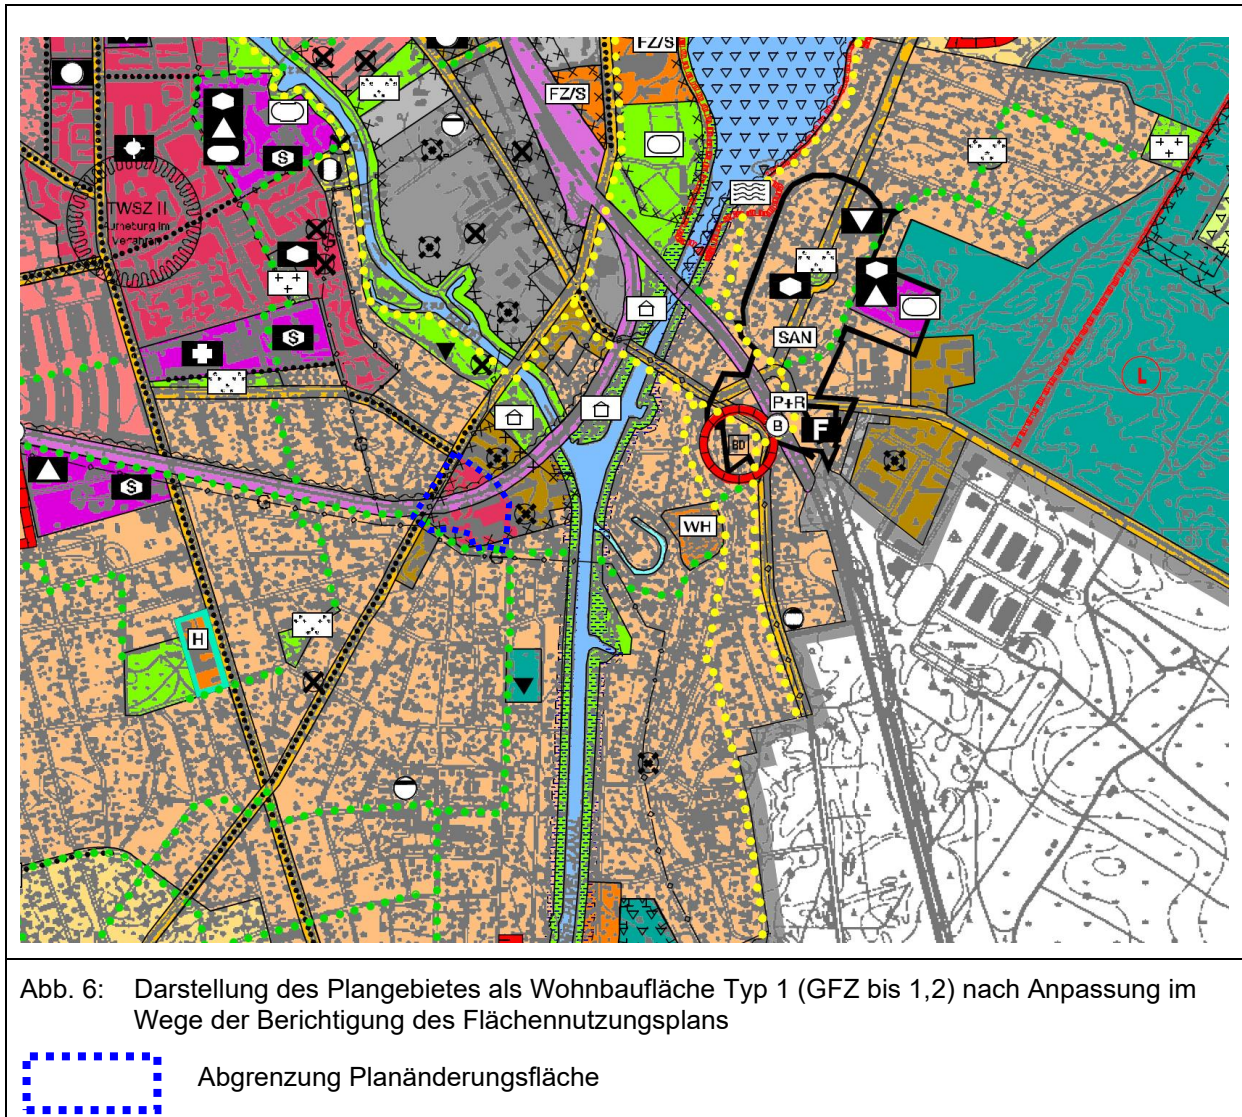 FZ/S
FZ/S
TWSZ II
SAN
P+R
B
F
BD
WH
L
H
S
S
S
Abb. 6: Darstellung des Plangebietes als Wohnbaufläche Typ 1 (GFZ bis 1,2) nach Anpassung im
Wege der Berichtigung des Flächennutzungsplans
Abgrenzung Planänderungsfläche